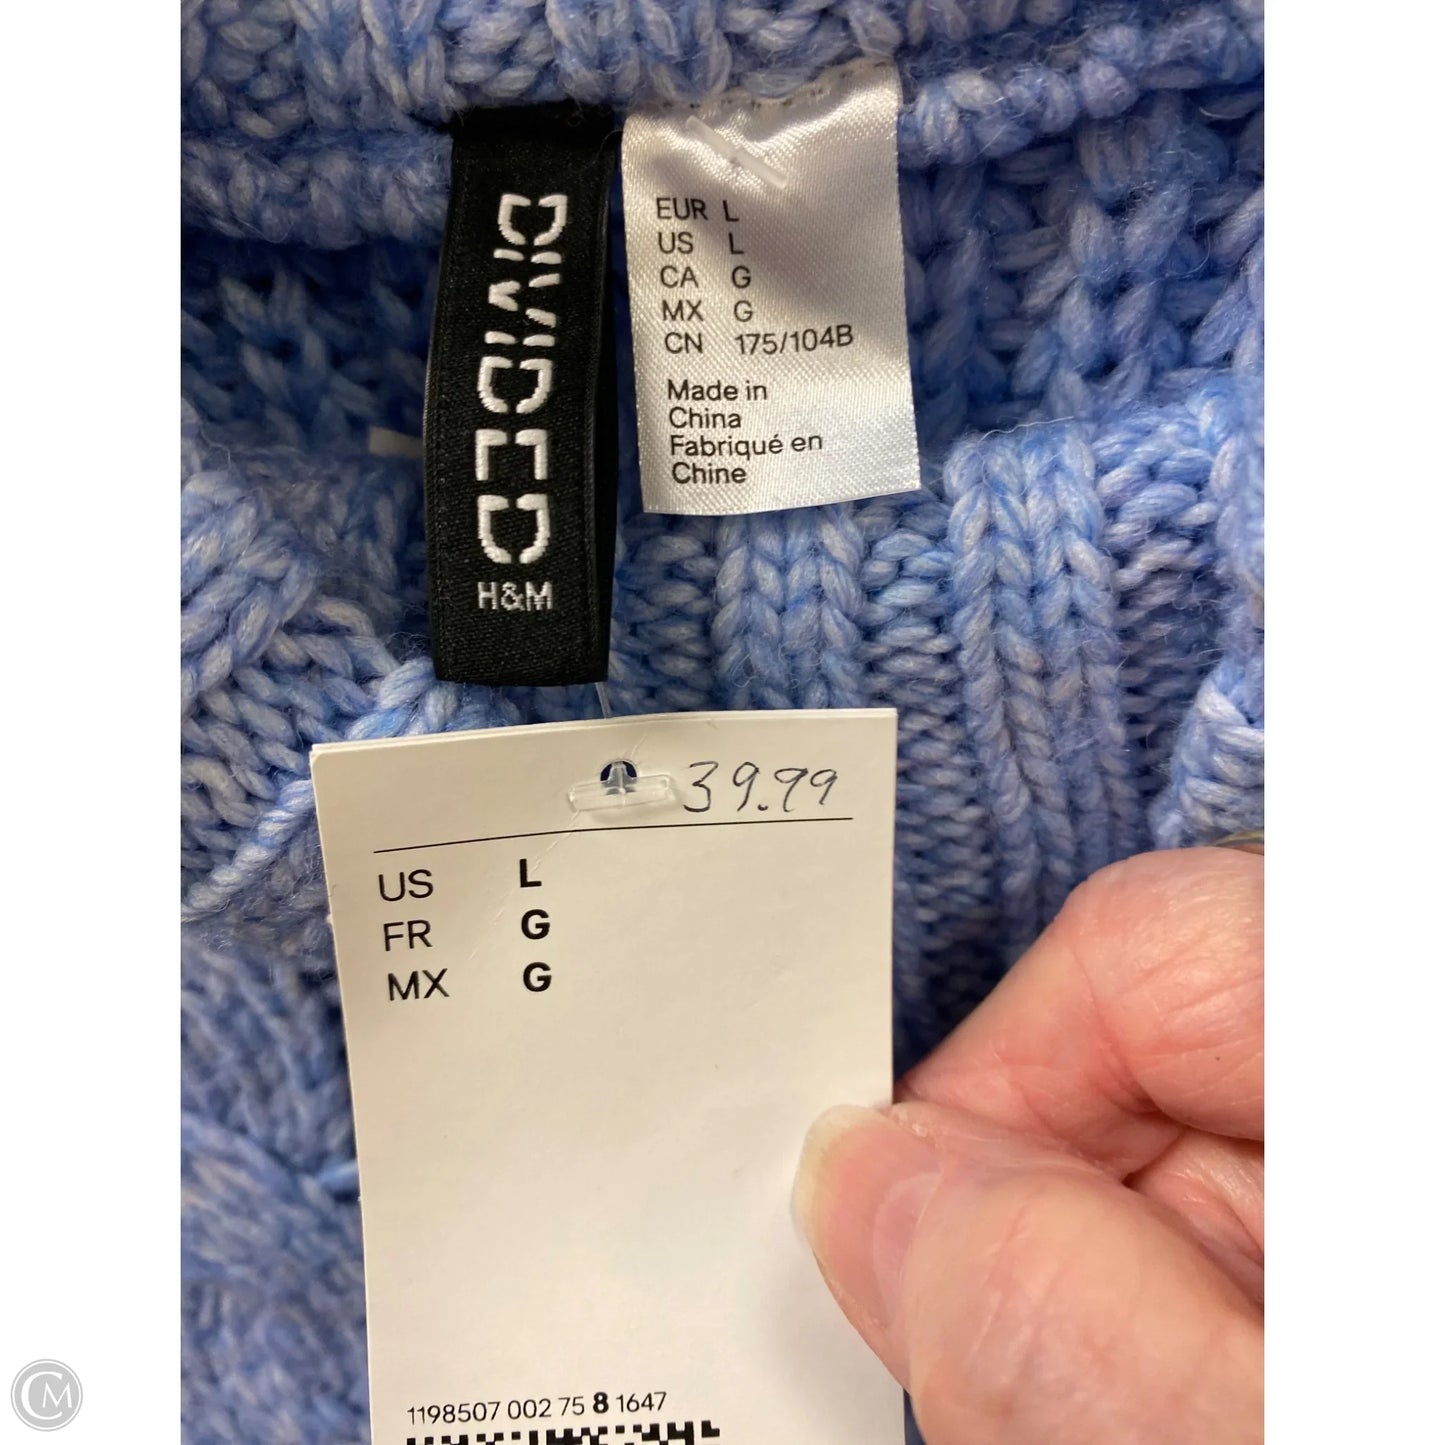 DIVIDED
H&M
EUR L
US L
CA G
MX G
CN 175/104B
Made in
China
Fabriqué en
Chine
39.99
US L
FR G
MX G
1198507 002 75 8 1647
CM